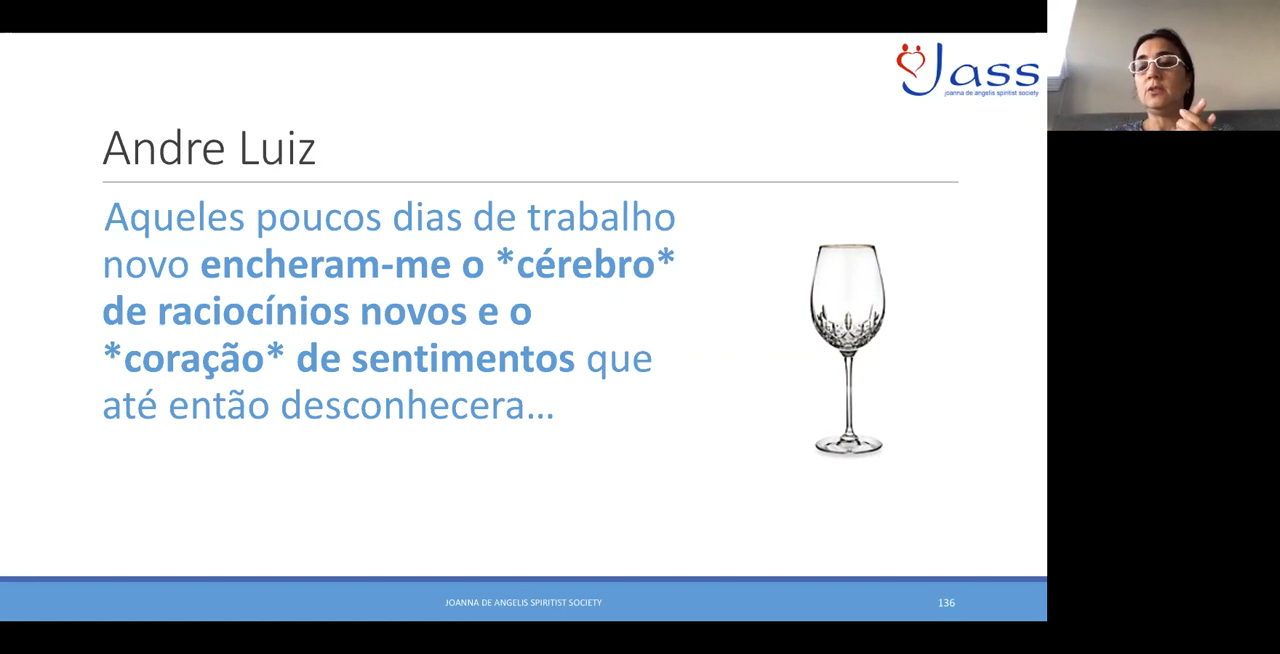 Jass
joanna de angelis spiritist society
Andre Luiz
Aqueles poucos dias de trabalho
novo encheram-me o *cérebro*
de raciocínios novos e o
*coração* de sentimentos que
até então desconhecera...
JOANNA DE ANGELIS SPIRITIST SOCIETY
136